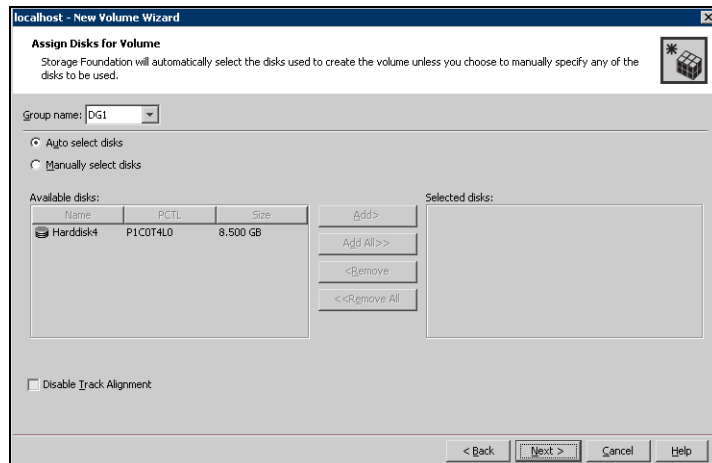 localhost - New Volume Wizard
Assign Disks for Volume
Storage Foundation will automatically select the disks used to create the volume unless you choose to manually specify any of the
disks to be used.
Group name: DG1
Auto select disks
Manually select disks
Available disks:
Selected disks:
Name PCTL Size
Harddisk4 P1C0T4L0 8.500 GB
Add>
Add All>>
<Remove
<<Remove All
Disable Track Alignment
< Back Next > Cancel Help